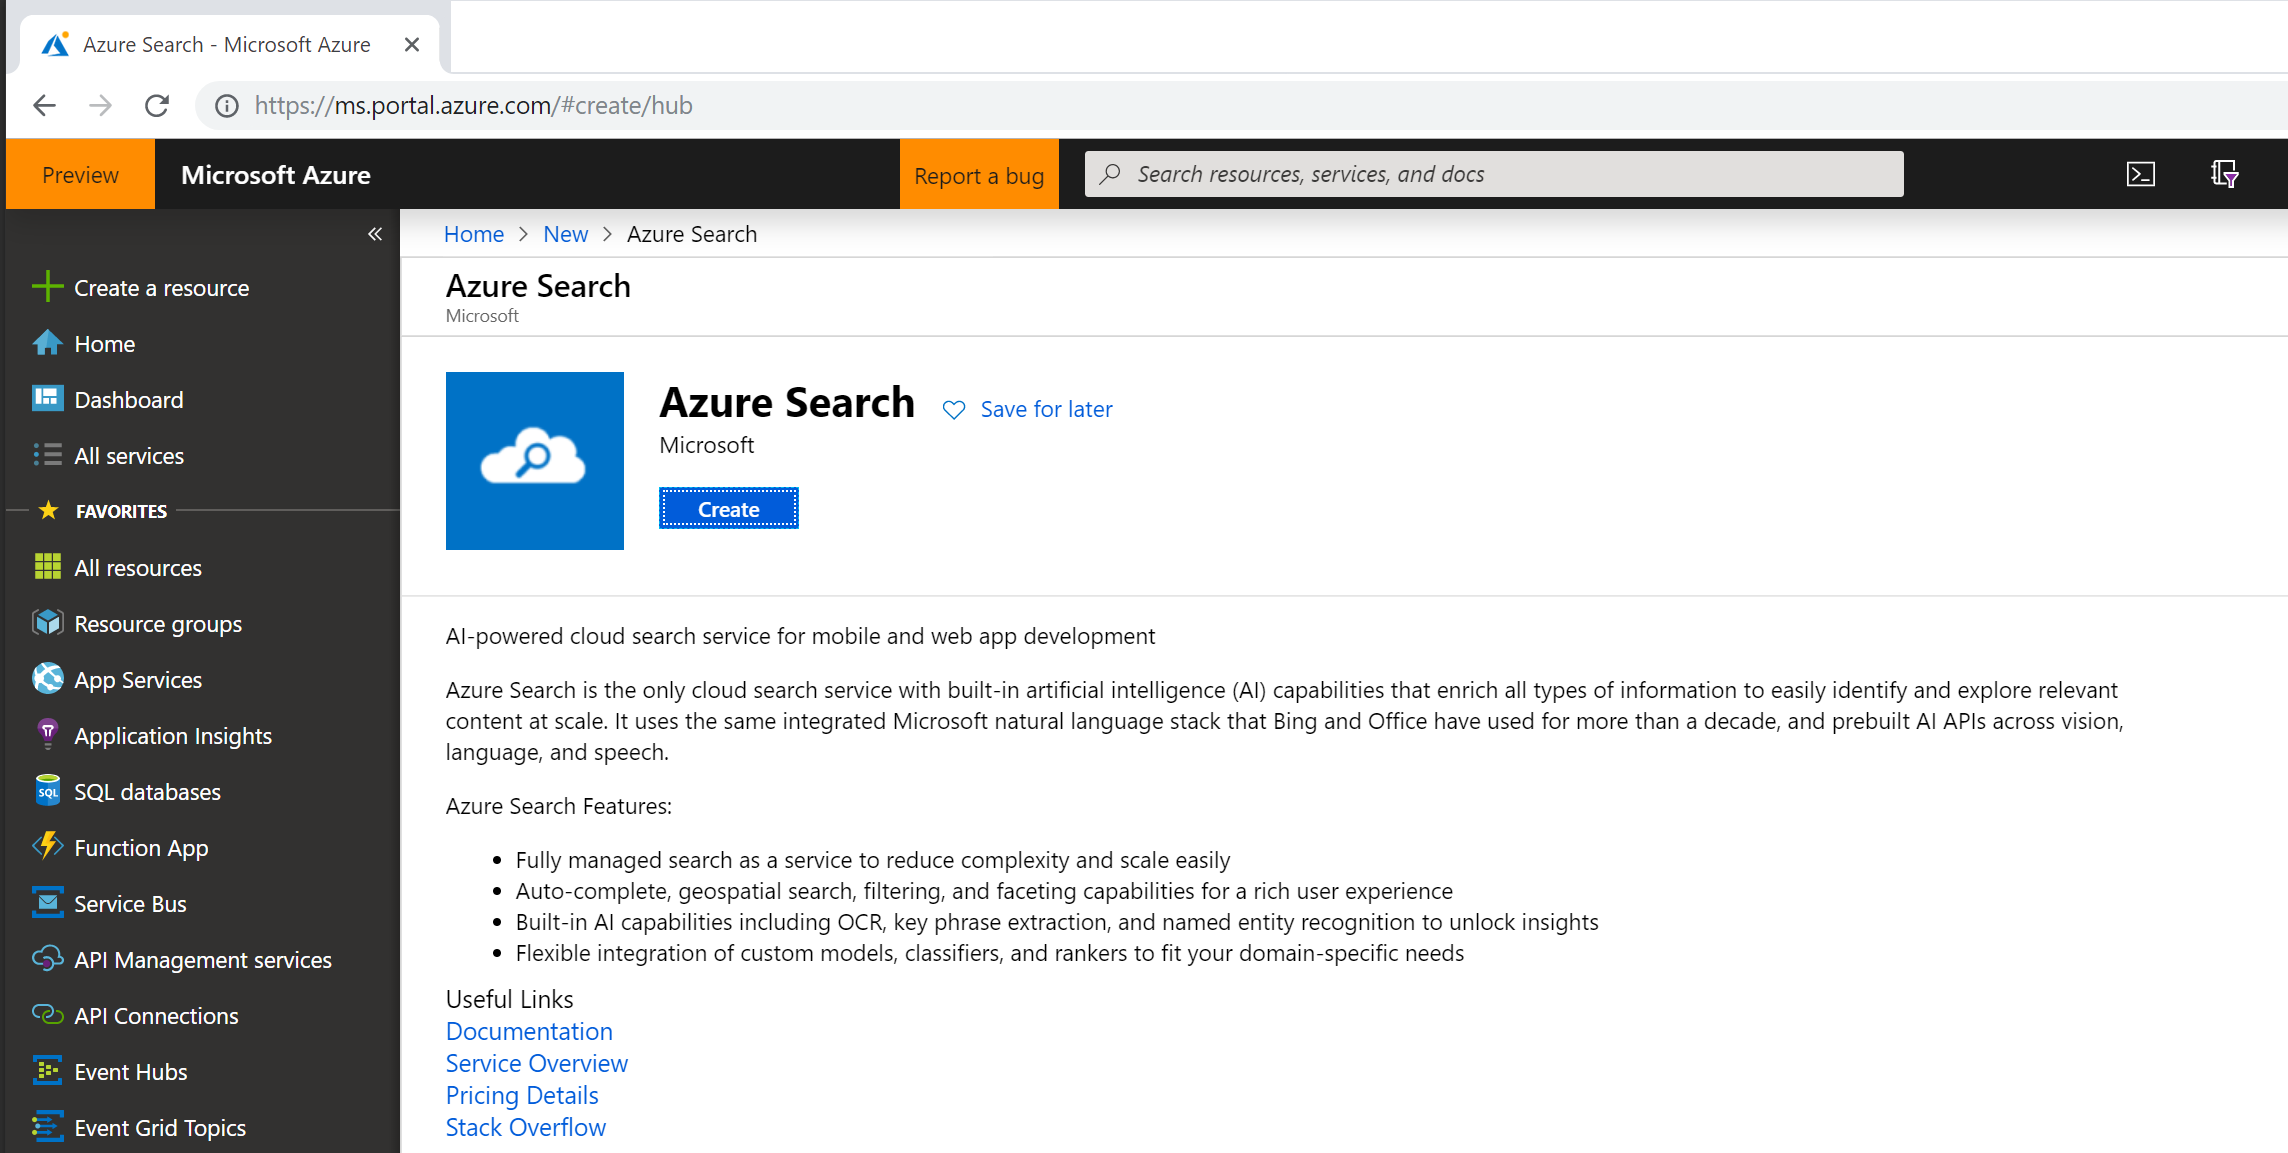 Azure Search - Microsoft Azure
https://ms.portal.azure.com/#create/hub
Preview
Microsoft Azure
Report a bug
Search resources, services, and docs
Create a resource
Home
Dashboard
All services
FAVORITES
All resources
Resource groups
App Services
Application Insights
SQL databases
SQL
Function App
Service Bus
API Management services
API Connections
Event Hubs
Event Grid Topics
Home > New > Azure Search
Azure Search
Microsoft
Azure Search
Save for later
Microsoft
Create
AI-powered cloud search service for mobile and web app development
Azure Search is the only cloud search service with built-in artificial intelligence (AI) capabilities that enrich all types of information to easily identify and explore relevant
content at scale. It uses the same integrated Microsoft natural language stack that Bing and Office have used for more than a decade, and prebuilt AI APIs across vision,
language, and speech.
Azure Search Features:
• Fully managed search as a service to reduce complexity and scale easily
• Auto-complete, geospatial search, filtering, and faceting capabilities for a rich user experience
• Built-in AI capabilities including OCR, key phrase extraction, and named entity recognition to unlock insights
• Flexible integration of custom models, classifiers, and rankers to fit your domain-specific needs
Useful Links
Documentation
Service Overview
Pricing Details
Stack Overflow